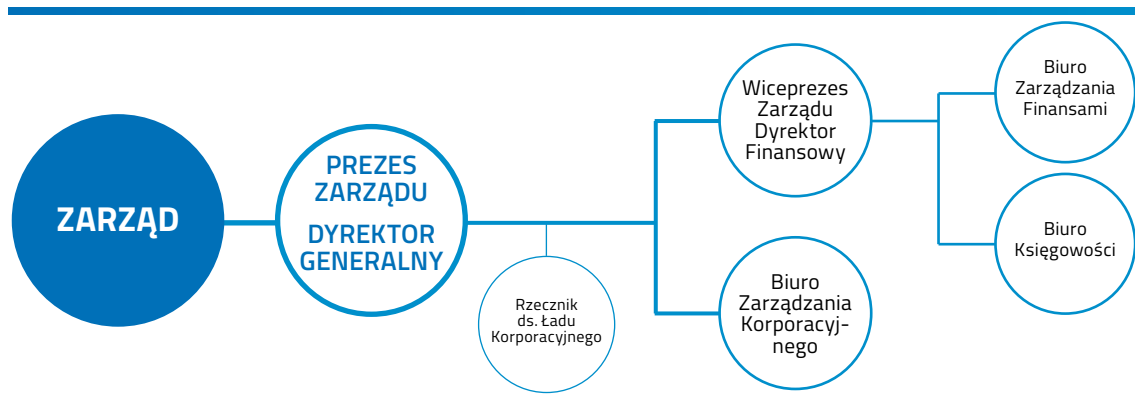 ZARZĄD
PREZES
ZARZĄDU
DYREKTOR
GENERALNY
Rzecznik
ds. Ładu
Korporacyjnego
Wiceprezes
Zarządu
Dyrektor
Finansowy
Biuro
Zarządzania
Korporacyj-
nego
Biuro
Zarządzania
Finansami
Biuro
Księgowości